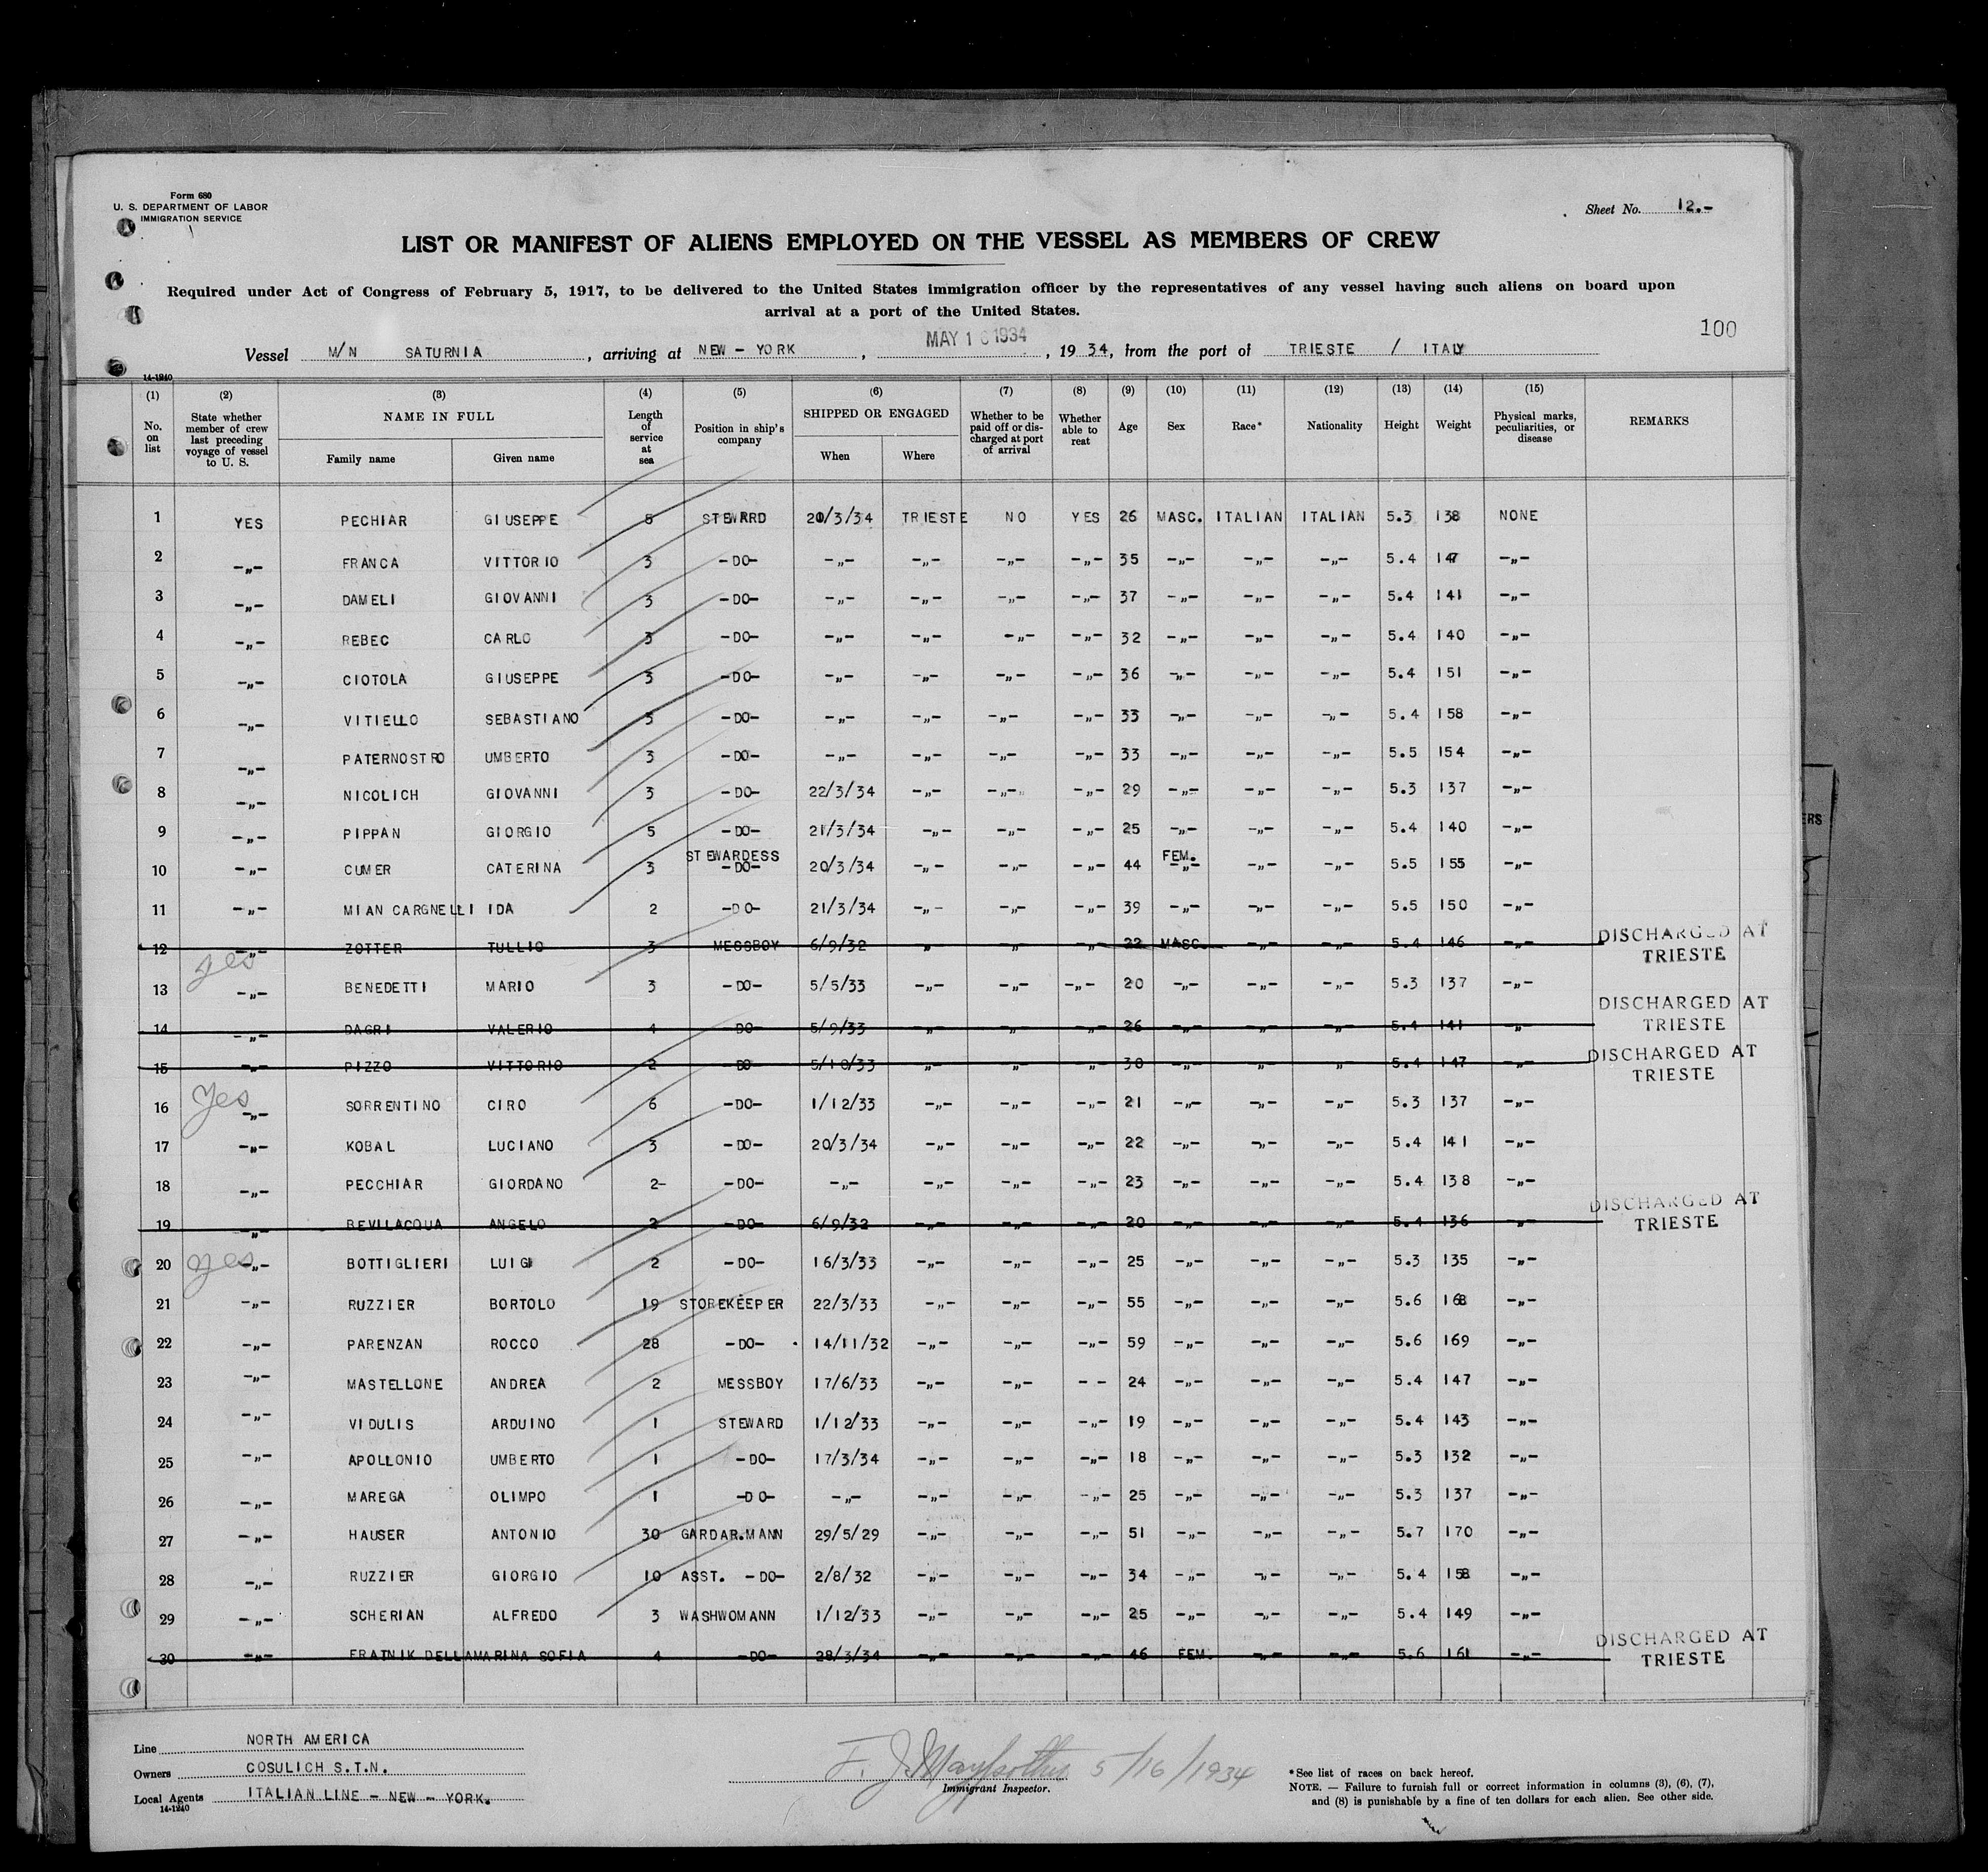 Form 680
U. S. DEPARTMENT OF LABOR
IMMIGRATION SERVICE
Sheet No. 12.-
LIST OR MANIFEST OF ALIENS EMPLOYED ON THE VESSEL AS MEMBERS OF CREW
Required under Act of Congress of February 5, 1917, to be delivered to the United States immigration officer by the representatives of any vessel having such aliens on board upon
arrival at a port of the United States.
100
Vessel M/N SATURNIA, arriving at NEW – YORK, MAY 16 1934, 19 34, from the port of TRIESTE / ITALY
14-1240
(1) (2) (3) (4) (5) (6) (7) (8) (9) (10) (11) (12) (13) (14) (15)
No. on list | State whether member of crew last preceding voyage of vessel to U. S. | NAME IN FULL | Family name | Given name | Length of service at sea | Position in ship's company | SHIPPED OR ENGAGED | When | Where | Whether to be paid off or discharged at port of arrival | Whether able to reat | Age | Sex | Race* | Nationality | Height | Weight | Physical marks, peculiarities, or disease | REMARKS
1 YES PECHIAR GIUSEPPE 5 STEWARD 20/3/34 TRIESTE NO YES 26 MASC. ITALIAN ITALIAN 5.3 138 NONE
2 -„- FRANCA VITTORIO 3 -DO- -„- -„- -„- -„- 35 -„- -„- -„- 5.4 147 -„-
3 -„- DAMELI GIOVANNI 3 -DO- -„- -„- -„- -„- 37 -„- -„- -„- 5.4 141 -„-
4 -„- REBEC CARLO 3 -DO- -„- -„- -„- -„- 32 -„- -„- -„- 5.4 140 -„-
5 -„- CIOTOLA GIUSEPPE 3 -DO- -„- -„- -„- -„- 36 -„- -„- -„- 5.4 151 -„-
6 -„- VITIELLO SEBASTIANO 3 -DO- -„- -„- -„- -„- 33 -„- -„- -„- 5.4 158 -„-
7 -„- PATERNOSTRO UMBERTO 3 -DO- -„- -„- -„- -„- 33 -„- -„- -„- 5.5 154 -„-
8 -„- NICOLICH GIOVANNI 3 -DO- 22/3/34 -„- -„- -„- 29 -„- -„- -„- 5.3 137 -„-
9 -„- PIPPAN GIORGIO 5 -DO- 21/3/34 -„- -„- -„- 25 -„- -„- -„- 5.4 140 -„-
10 -„- CUMER CATERINA 3 STEWARDESS -DO- 20/3/34 -„- -„- -„- 44 FEM. -„- -„- -„- 5.5 155 -„-
11 -„- MIAN CARGNELLI IDA 2 -DO- 21/3/34 -„- -„- -„- 39 -„- -„- -„- 5.5 150 -„-
12 -„- ZOTTER TULLIO 3 MESSBOY 6/9/32 „ „ -„- 22 MASC. -„- -„- 5.4 146 -„- DISCHARGED AT TRIESTE
13 yes -„- BENEDETTI MARIO 3 -DO- 5/5/33 -„- -„- -„- 20 -„- -„- -„- 5.3 137 -„-
14 -„- DAGRI VALERIO 4 -DO- 5/9/33 -„- -„- -„- 26 -„- -„- -„- 5.4 141 -„- DISCHARGED AT TRIESTE
15 -„- PIZZO VITTORIO 2 -DO- 5/10/33 -„- -„- -„- 30 -„- -„- -„- 5.4 147 -„- DISCHARGED AT TRIESTE
16 Yes -„- SORRENTINO CIRO 6 -DO- 1/12/33 -„- -„- -„- 21 -„- -„- -„- 5.3 137 -„-
17 -„- KOBAL LUCIANO 3 -DO- 20/3/34 -„- -„- -„- 22 -„- -„- -„- 5.4 141 -„-
18 -„- PECCHIAR GIORDANO 2- -DO- -„- -„- -„- -„- 23 -„- -„- -„- 5.4 138 -„-
19 -„- BEVILACQUA ANGELO 2 -DO- 6/9/32 -„- -„- -„- 20 -„- -„- -„- 5.4 136 -„- DISCHARGED AT TRIESTE
20 yes -„- BOTTIGLIERI LUIGI 2 -DO- 16/3/33 -„- -„- -„- 25 -„- -„- -„- 5.3 135 -„-
21 -„- RUZZIER BORTOLO 19 STOREKEEPER 22/3/33 -„- -„- -„- 55 -„- -„- -„- 5.6 168 -„-
22 -„- PARENZAN ROCCO 28 -DO- 14/11/32 -„- -„- -„- 59 -„- -„- -„- 5.6 169 -„-
23 -„- MASTELLONE ANDREA 2 MESSBOY 17/6/33 -„- -„- - - 24 -„- -„- -„- 5.4 147 -„-
24 -„- VIDULIS ARDUINO 1 STEWARD 1/12/33 -„- -„- -„- 19 -„- -„- -„- 5.4 143 -„-
25 -„- APOLLONIO UMBERTO 1 -DO- 17/3/34 -„- -„- -„- 18 -„- -„- -„- 5.3 132 -„-
26 -„- MAREGA OLIMPO 1 -DO- -„- -„- -„- -„- 25 -„- -„- -„- 5.3 137 -„-
27 -„- HAUSER ANTONIO 30 GARDAR.MANN 29/5/29 -„- -„- -„- 51 -„- -„- -„- 5.7 170 -„-
28 -„- RUZZIER GIORGIO 10 ASST. -DO- 2/8/32 -„- -„- -„- 34 -„- -„- -„- 5.4 158 -„-
29 -„- SCHERIAN ALFREDO 3 WASHWOMANN 1/12/33 -„- -„- -„- 25 -„- -„- -„- 5.4 149 -„-
30 -„- FRATNIK DELLAMARINA SOFIA 4 -DO- 28/3/34 -„- -„- -„- 46 FEM. -„- -„- 5.6 161 -„- DISCHARGED AT TRIESTE
Line NORTH AMERICA
Owners COSULICH S.T.N.
Local Agents ITALIAN LINE – NEW – YORK.
14-1240
F. J. 5/16/1934
Immigrant Inspector.
*See list of races on back hereof.
NOTE. — Failure to furnish full or correct information in columns (3), (6), (7),
and (8) is punishable by a fine of ten dollars for each alien. See other side.
ERS